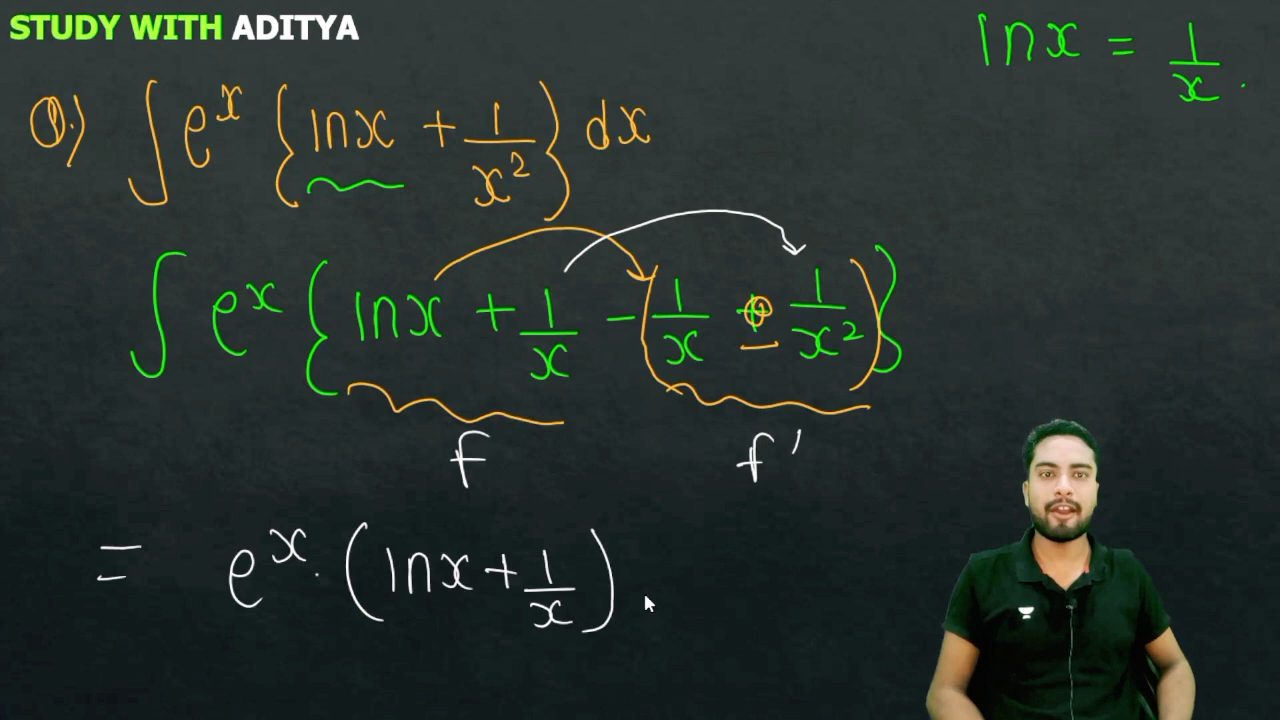 STUDY WITH ADITYA
ln x = 1/x .
Q.) ∫ e^x { ln x + 1/x² } dx
∫ e^x { ln x + 1/x − ( 1/x + 1/x² ) }
f f′
= e^x . ( ln x + 1/x ) .